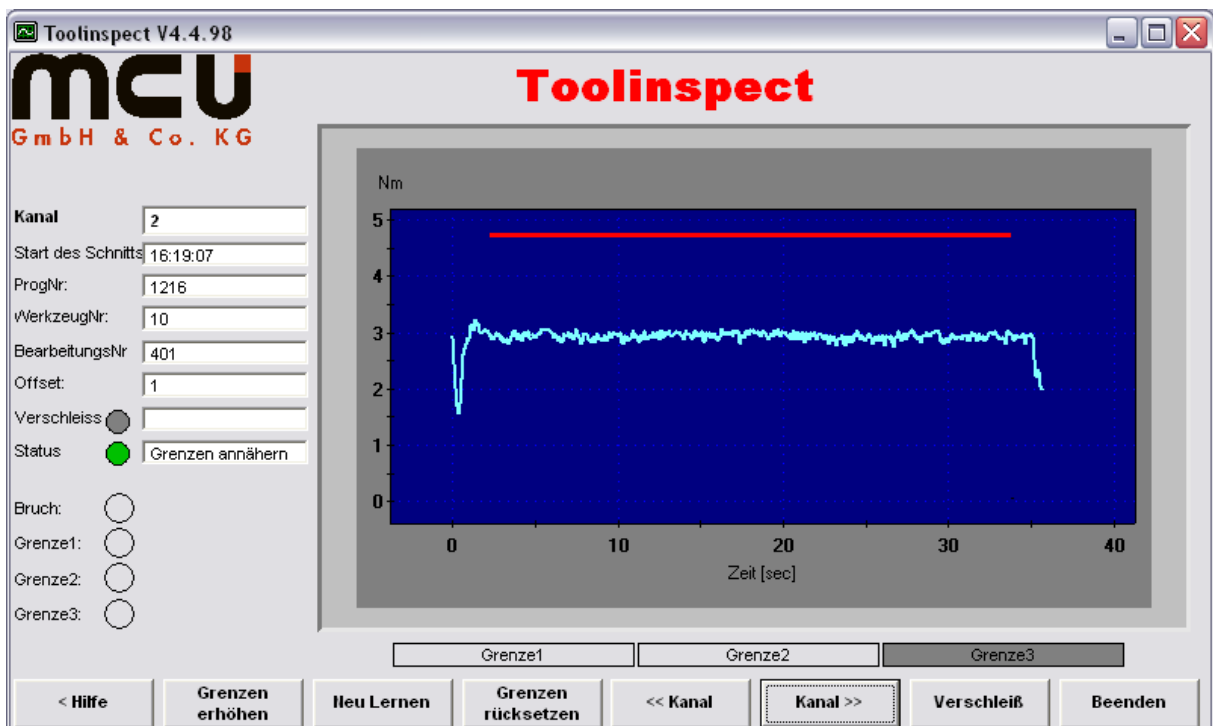 Toolinspect V4.4.98
mcu
GmbH & Co. KG
Toolinspect
Kanal 2
Start des Schnitts 16:19:07
ProgNr: 1216
WerkzeugNr: 10
BearbeitungsNr 401
Offset: 1
Verschleiss
Status Grenzen annähern
Bruch:
Grenze1:
Grenze2:
Grenze3:
Nm
5
4
3
2
1
0
0 10 20 30 40
Zeit [sec]
Grenze1 Grenze2 Grenze3
< Hilfe
Grenzen
erhöhen
Neu Lernen
Grenzen
rücksetzen
<< Kanal
Kanal >>
Verschleiß
Beenden